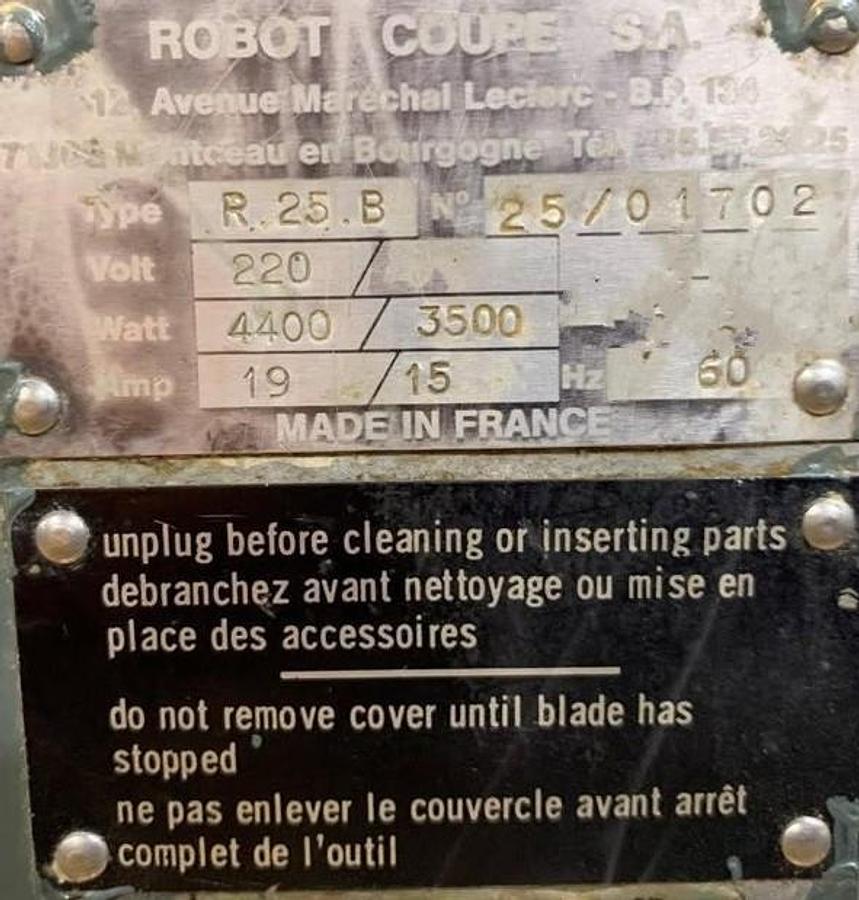 ROBOT COUPE S.A.
12, Avenue Maréchal Leclerc - B.P.
Montceau en Bourgogne Tél.
Type R.25.B N° 25/01702
Volt 220 /
Watt 4400 / 3500
Amp 19 / 15 Hz 60
MADE IN FRANCE
unplug before cleaning or inserting parts
debranchez avant nettoyage ou mise en
place des accessoires
do not remove cover until blade has
stopped
ne pas enlever le couvercle avant arrêt
complet de l'outil